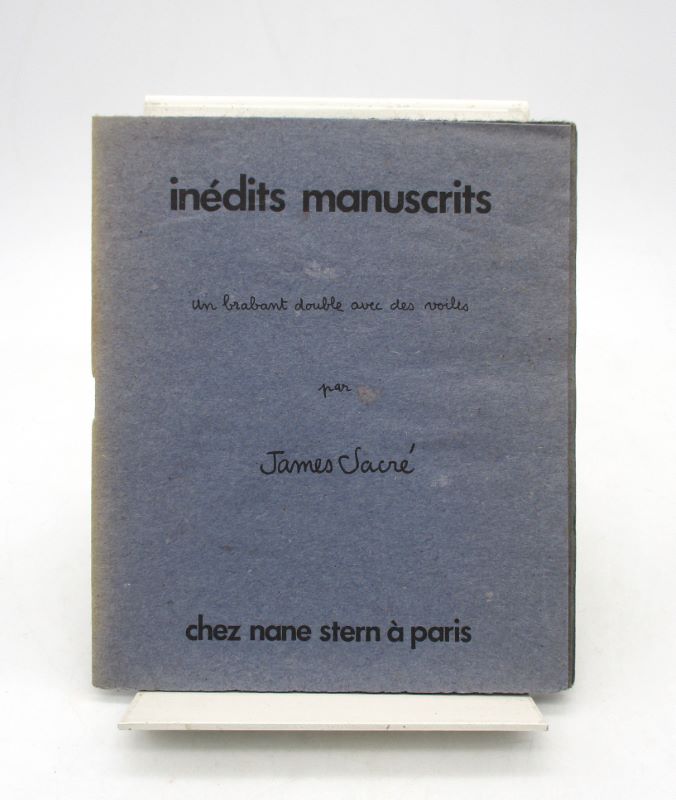 inédits manuscrits
un brabant double avec des voiles
par
James Sacré
chez nane stern à paris